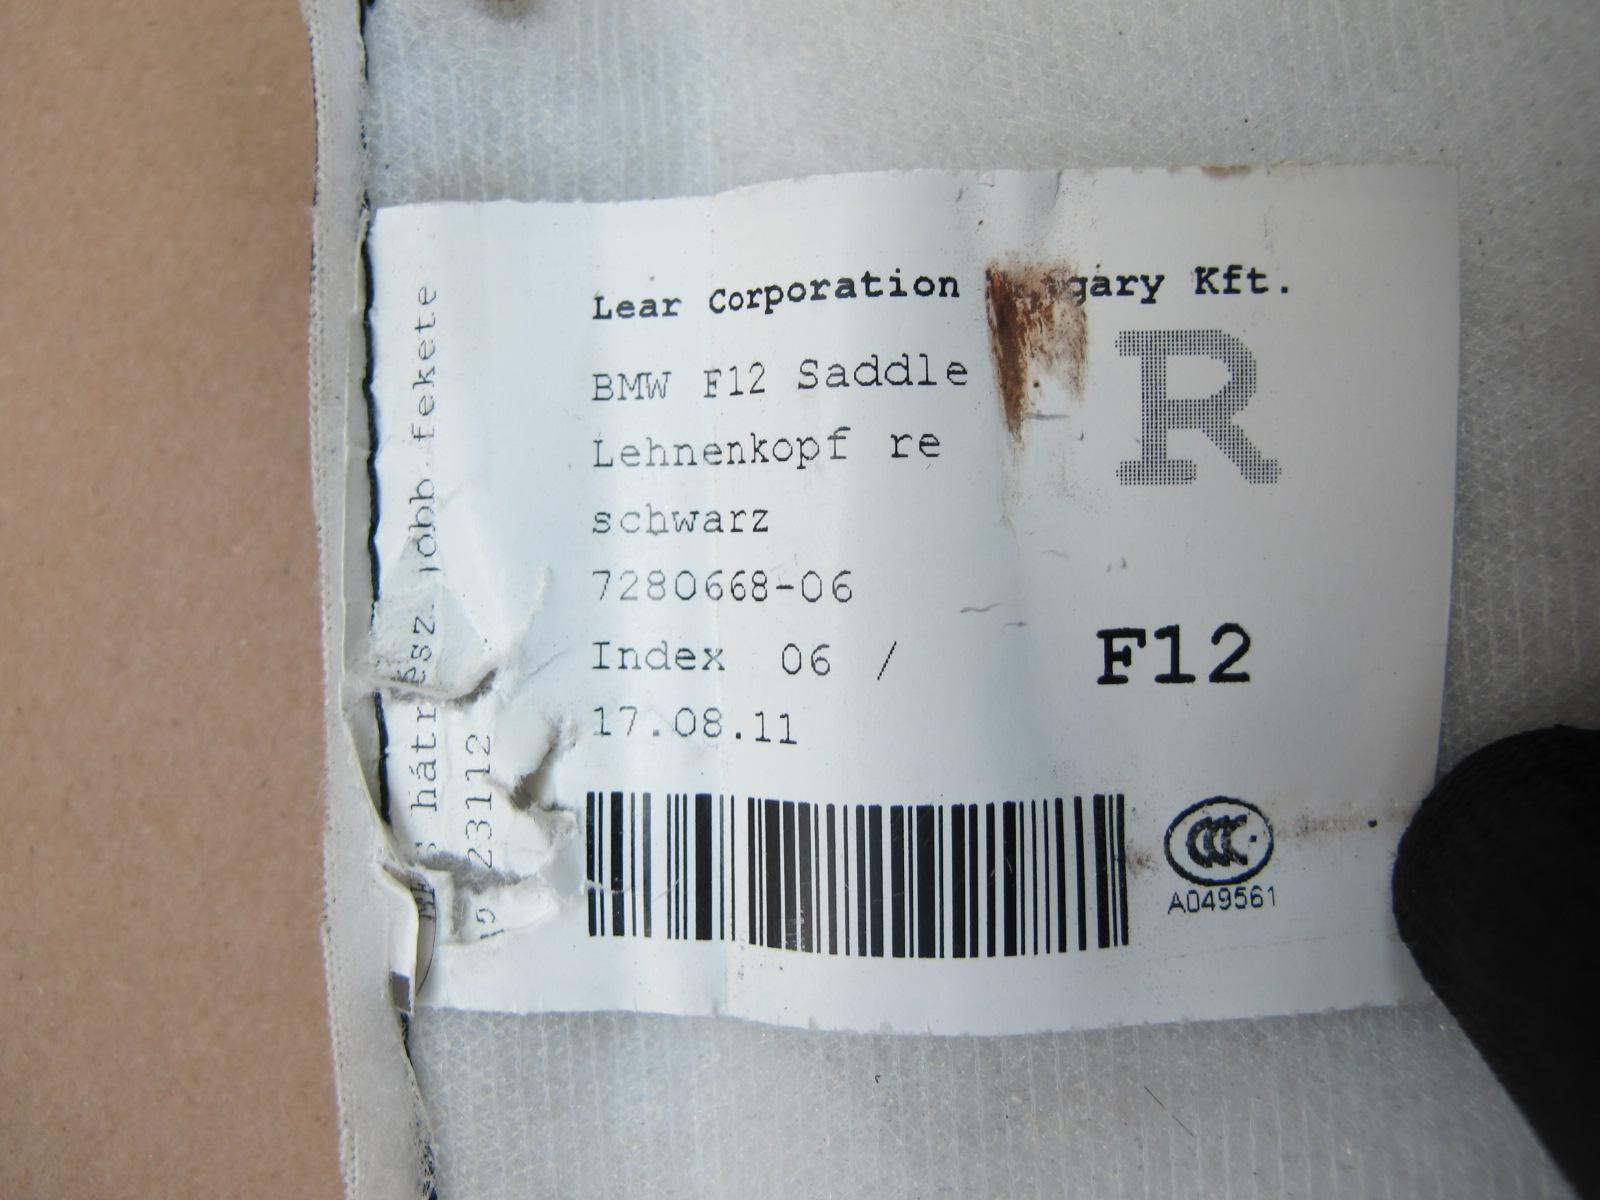 Lear Corporation Kft.
R
BMW F12 Saddle
Lehnenkopf re
schwarz
7280668-06
Index 06 /
F12
17.08.11
CCC
A049561
hátrész jobb fekete
23112